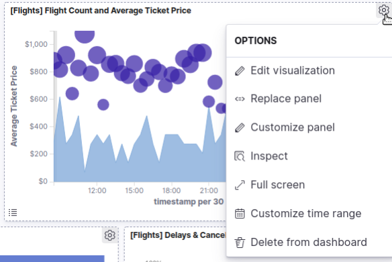 [Flights] Flight Count and Average Ticket Price
OPTIONS
Edit visualization
Replace panel
Customize panel
Inspect
Full screen
Customize time range
Delete from dashboard
Average Ticket Price
$1,000
$800
$600
$400
$200
$0
12:00
15:00
18:00
21:00
timestamp per 30
[Flights] Delays & Cancel
100%